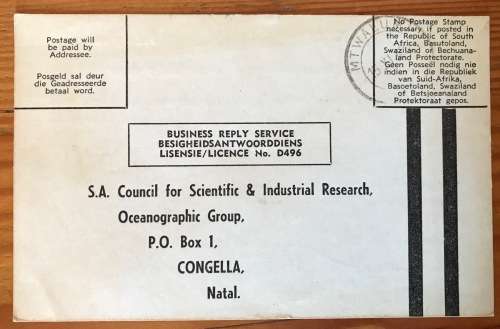 Postage will
be paid by
Addressee.
Posgeld sal deur
die Geadresseerde
betaal word.
No Postage Stamp
necessary if posted in
the Republic of South
Africa, Basutoland,
Swaziland of Bechuana-
land Protectorate.
Geen Posseël nodig nie
indien in die Republiek
van Suid-Afrika,
Basoetoland, Swaziland
of Betsjoeanaland
Protektoraat gepos.
BUSINESS REPLY SERVICE
BESIGHEIDSANTWOORDDIENS
LISENSIE/LICENCE No. D496
S.A. Council for Scientific & Industrial Research,
Oceanographic Group,
P.O. Box 1,
CONGELLA,
Natal.